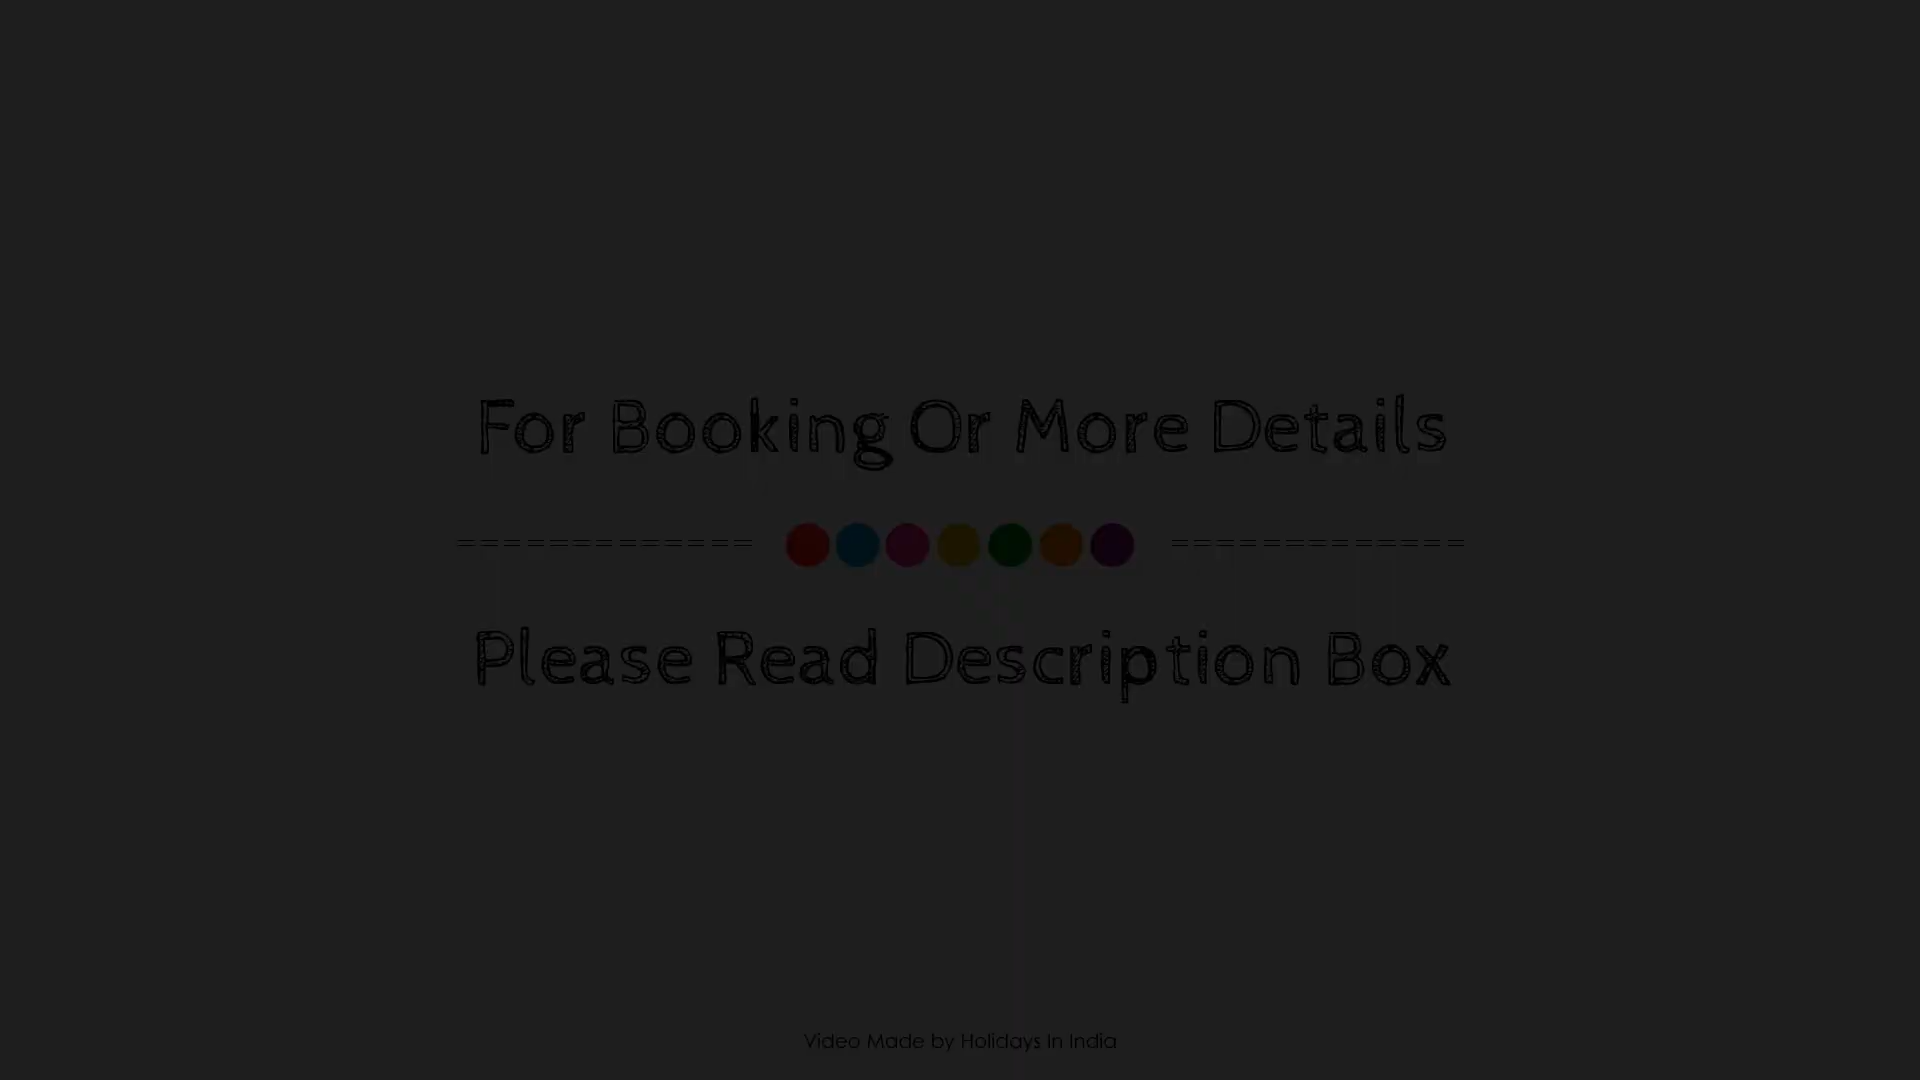 For Booking Or More Details
============= =============
Please Read Description Box
Video Made by Holidays In India